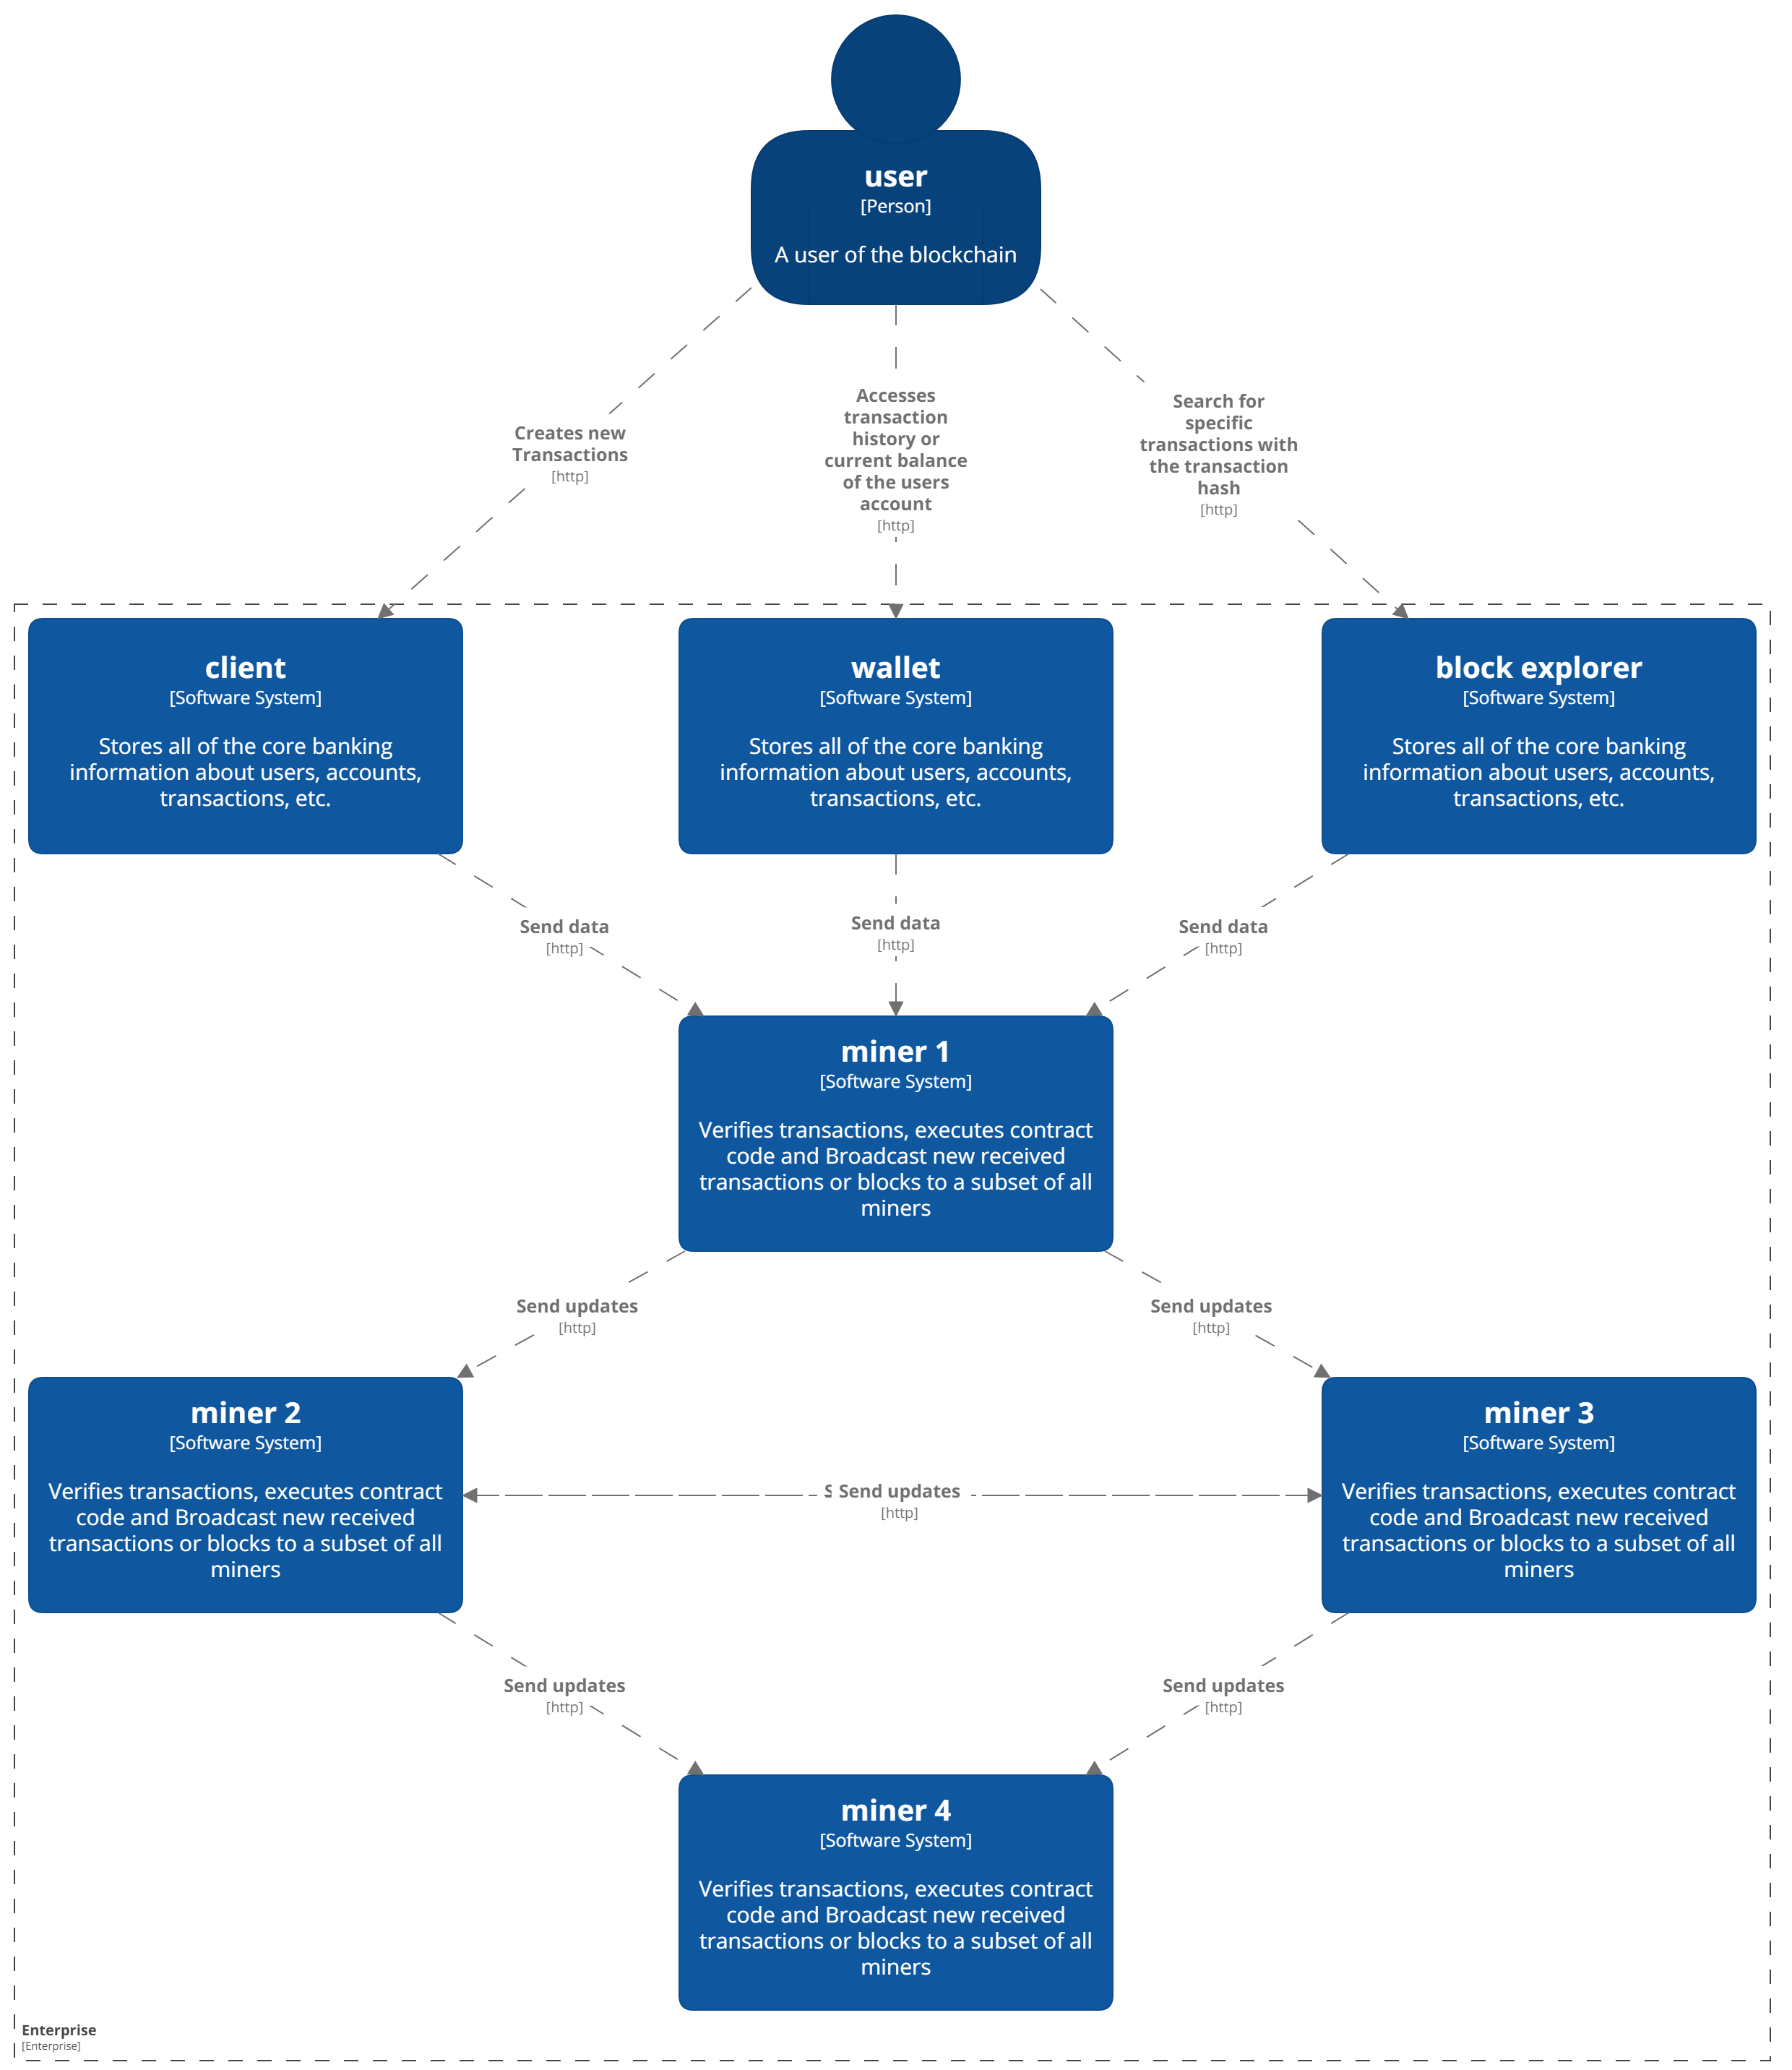 user
[Person]
A user of the blockchain
Creates new
Transactions
[http]
Accesses
transaction
history or
current balance
of the users
account
[http]
Search for
specific
transactions with
the transaction
hash
[http]
client
[Software System]
Stores all of the core banking
information about users, accounts,
transactions, etc.
wallet
[Software System]
Stores all of the core banking
information about users, accounts,
transactions, etc.
block explorer
[Software System]
Stores all of the core banking
information about users, accounts,
transactions, etc.
Send data
[http]
Send data
[http]
Send data
[http]
miner 1
[Software System]
Verifies transactions, executes contract
code and Broadcast new received
transactions or blocks to a subset of all
miners
Send updates
[http]
Send updates
[http]
miner 2
[Software System]
Verifies transactions, executes contract
code and Broadcast new received
transactions or blocks to a subset of all
miners
S Send updates
[http]
miner 3
[Software System]
Verifies transactions, executes contract
code and Broadcast new received
transactions or blocks to a subset of all
miners
Send updates
[http]
Send updates
[http]
miner 4
[Software System]
Verifies transactions, executes contract
code and Broadcast new received
transactions or blocks to a subset of all
miners
Enterprise
[Enterprise]